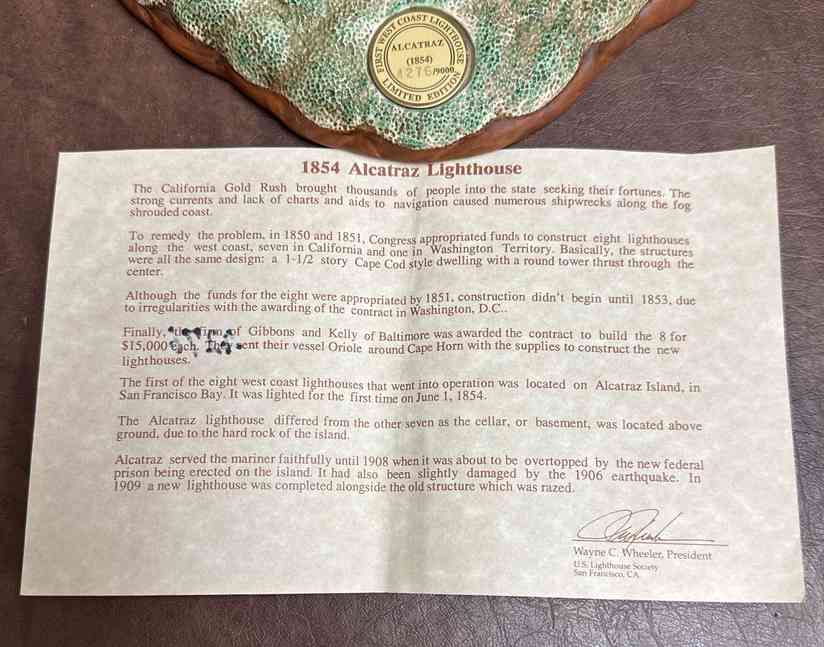 FIRST WEST COAST LIGHTHOUSE
ALCATRAZ
(1854)
1276/9000
LIMITED EDITION
1854 Alcatraz Lighthouse
The California Gold Rush brought thousands of people into the state seeking their fortunes. The
strong currents and lack of charts and aids to navigation caused numerous shipwrecks along the fog
shrouded coast.
To remedy the problem, in 1850 and 1851, Congress appropriated funds to construct eight lighthouses
along the west coast, seven in California and one in Washington Territory. Basically, the structures
were all the same design: a 1-1/2 story Cape Cod style dwelling with a round tower thrust through the
center.
Although the funds for the eight were appropriated by 1851, construction didn't begin until 1853, due
to irregularities with the awarding of the contract in Washington, D.C..
Finally, the firm of Gibbons and Kelly of Baltimore was awarded the contract to build the 8 for
$15,000 each. They sent their vessel Oriole around Cape Horn with the supplies to construct the new
lighthouses.
The first of the eight west coast lighthouses that went into operation was located on Alcatraz Island, in
San Francisco Bay. It was lighted for the first time on June 1, 1854.
The Alcatraz lighthouse differed from the other seven as the cellar, or basement, was located above
ground, due to the hard rock of the island.
Alcatraz served the mariner faithfully until 1908 when it was about to be overtopped by the new federal
prison being erected on the island. It had also been slightly damaged by the 1906 earthquake. In
1909 a new lighthouse was completed alongside the old structure which was razed.
Wayne C. Wheeler, President
U.S. Lighthouse Society
San Francisco, CA.